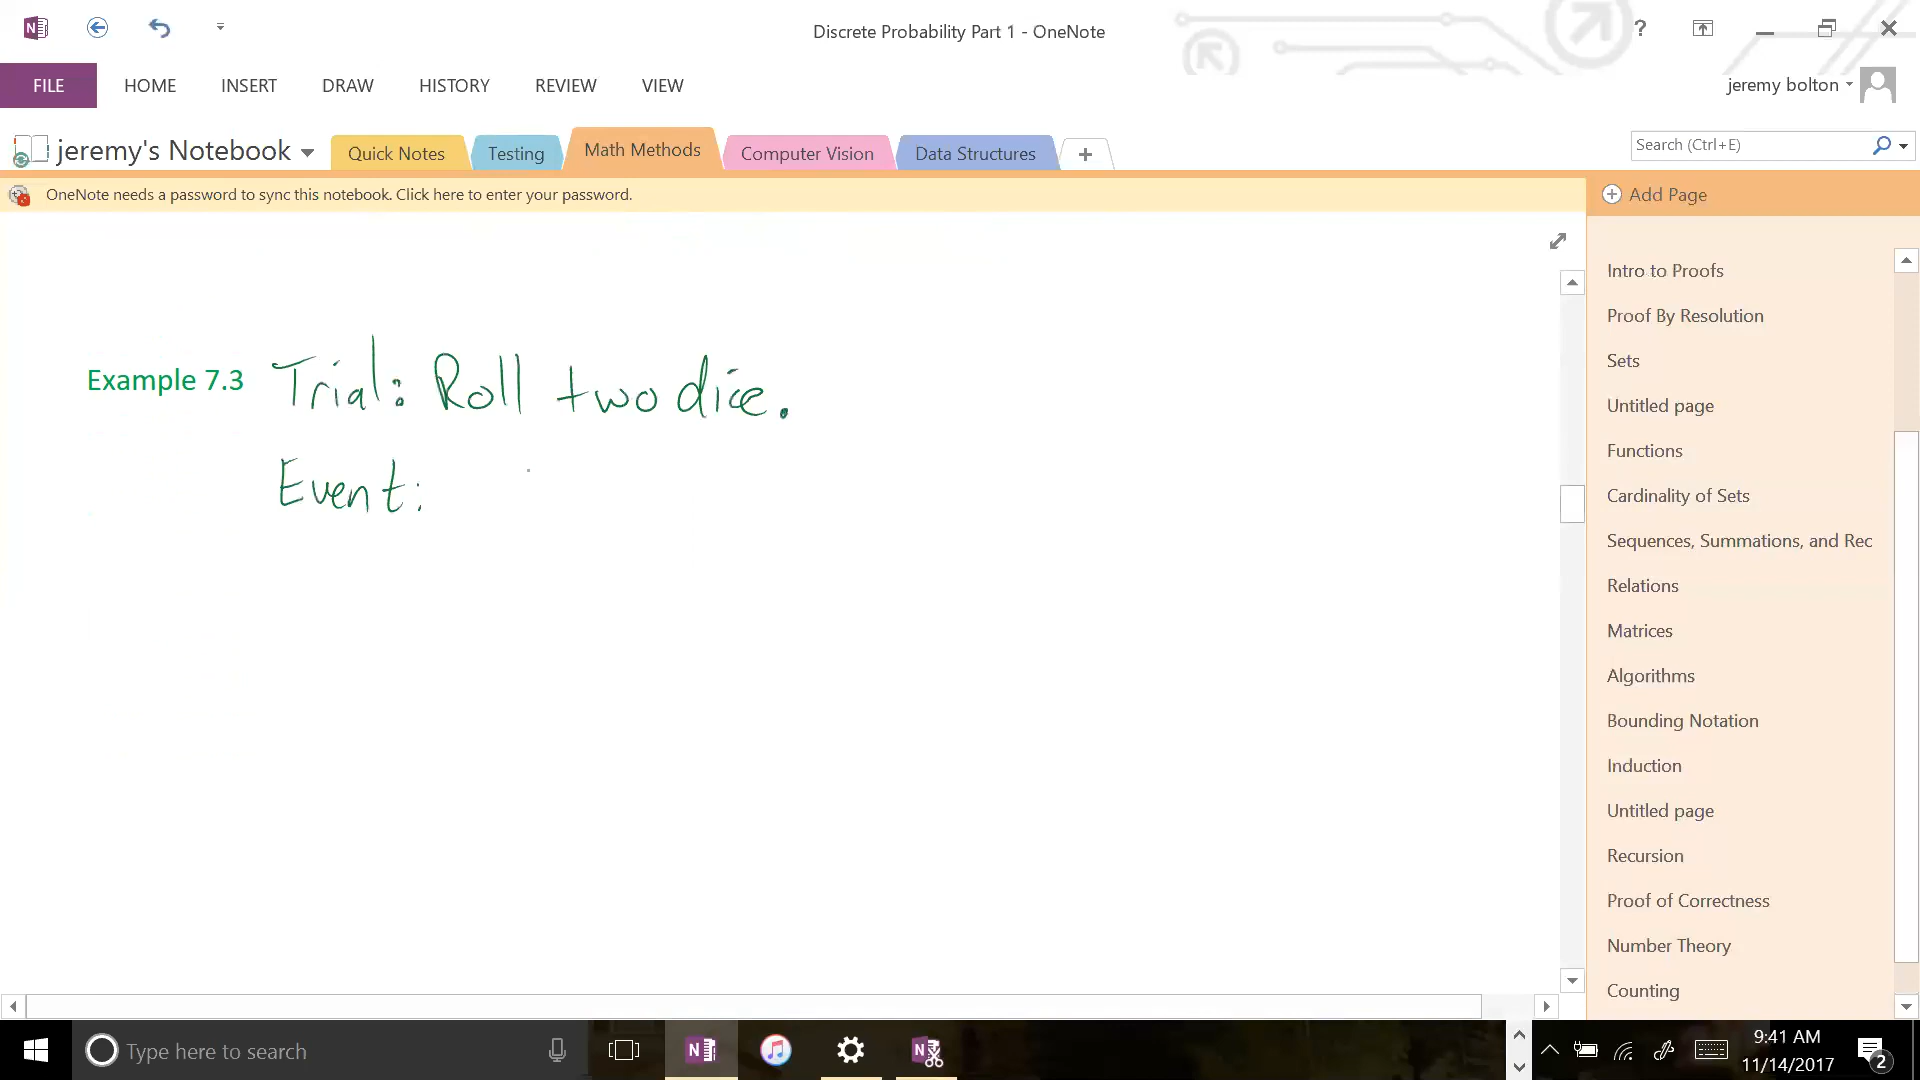 Discrete Probability Part 1 - OneNote
?
FILE
HOME
INSERT
DRAW
HISTORY
REVIEW
VIEW
jeremy bolton
jeremy's Notebook
Quick Notes
Testing
Math Methods
Computer Vision
Data Structures
+
Search (Ctrl+E)
OneNote needs a password to sync this notebook. Click here to enter your password.
Add Page
Example 7.3 Trial: Roll two dice.
Event:
Intro to Proofs
Proof By Resolution
Sets
Untitled page
Functions
Cardinality of Sets
Sequences, Summations, and Rec
Relations
Matrices
Algorithms
Bounding Notation
Induction
Untitled page
Recursion
Proof of Correctness
Number Theory
Counting
Type here to search
9:41 AM
11/14/2017
2